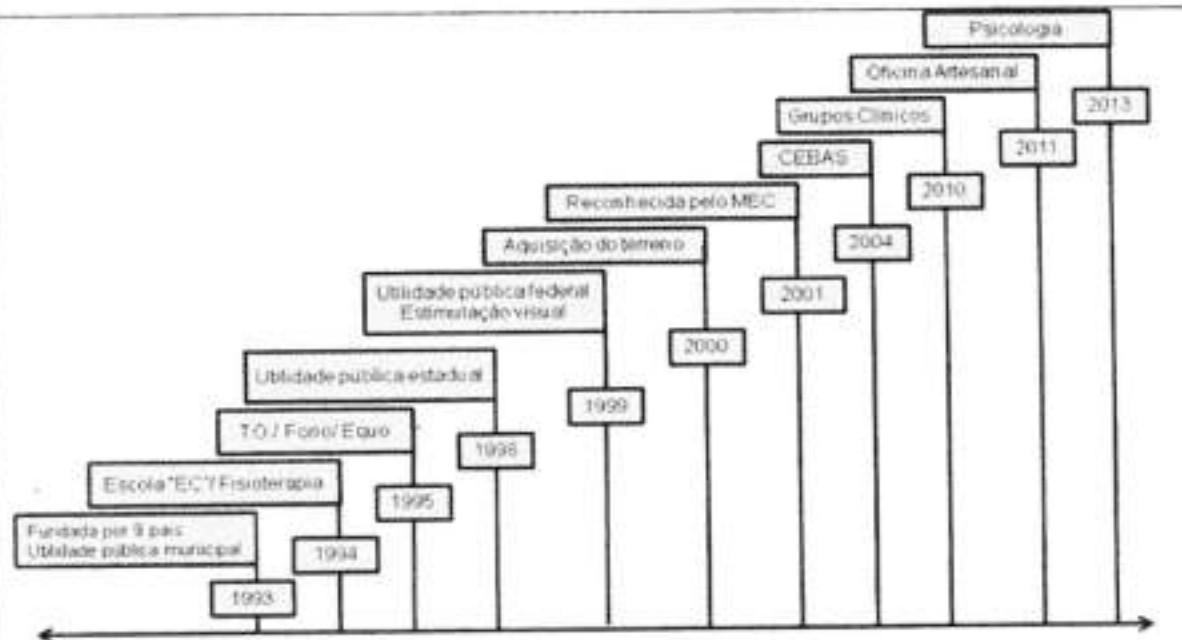 Psicologia
2013
Oficina Artesanal
2011
Grupos Clínicos
2010
CEBAS
2004
Reconhecida pelo MEC
2001
Aquisição do terreno
2000
Utilidade pública federal
Estimulação visual
1999
Utilidade pública estadual
1998
TO / Fono/ Equo
1995
Escola "EC"/ Fisioterapia
1994
Fundada por 9 pais
Utilidade pública municipal
1993